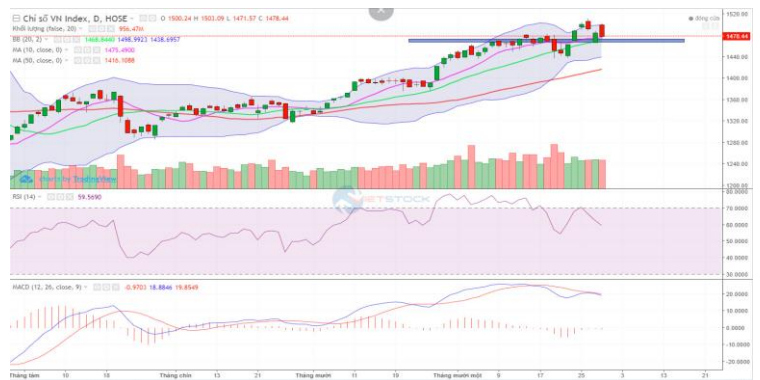 Chỉ số VN Index, D, HOSE O 1500.24 H 1503.09 L 1471.57 C 1478.44
Khối lượng (false, 20) 956.47M
BB (20, 2) 1468.8440 1498.9923 1438.6957
MA (10, close, 0) 1475.4900
MA (50, close, 0) 1416.1088
đóng cửa
1520.00
1478.44
1440.00
1400.00
1360.00
1320.00
1280.00
1240.00
1200.00
charts by TradingView
VIETSTOCK
RSI (14) 59.5690
80.0000
70.0000
60.0000
50.0000
40.0000
30.0000
MACD (12, 26, close, 9) -0.9703 18.8846 19.8549
20.0000
10.0000
0.0000
-10.0000
-20.0000
Tháng tám 10 18 Tháng chín 13 21 Tháng mười 11 19 Tháng mười một 9 17 25 3 13 21